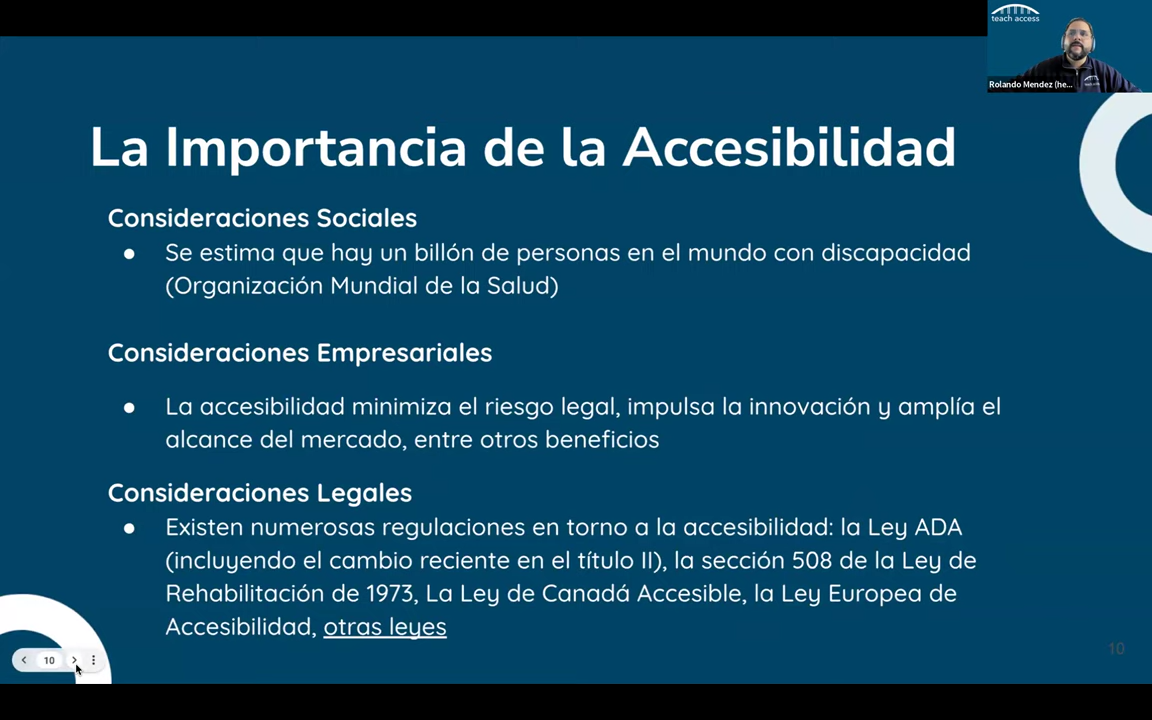 teach access
Rolando Mendez (he...
La Importancia de la Accesibilidad
Consideraciones Sociales
● Se estima que hay un billón de personas en el mundo con discapacidad
(Organización Mundial de la Salud)
Consideraciones Empresariales
● La accesibilidad minimiza el riesgo legal, impulsa la innovación y amplía el
alcance del mercado, entre otros beneficios
Consideraciones Legales
● Existen numerosas regulaciones en torno a la accesibilidad: la Ley ADA
(incluyendo el cambio reciente en el título II), la sección 508 de la Ley de
Rehabilitación de 1973, La Ley de Canadá Accesible, la Ley Europea de
Accesibilidad, otras leyes
10
10